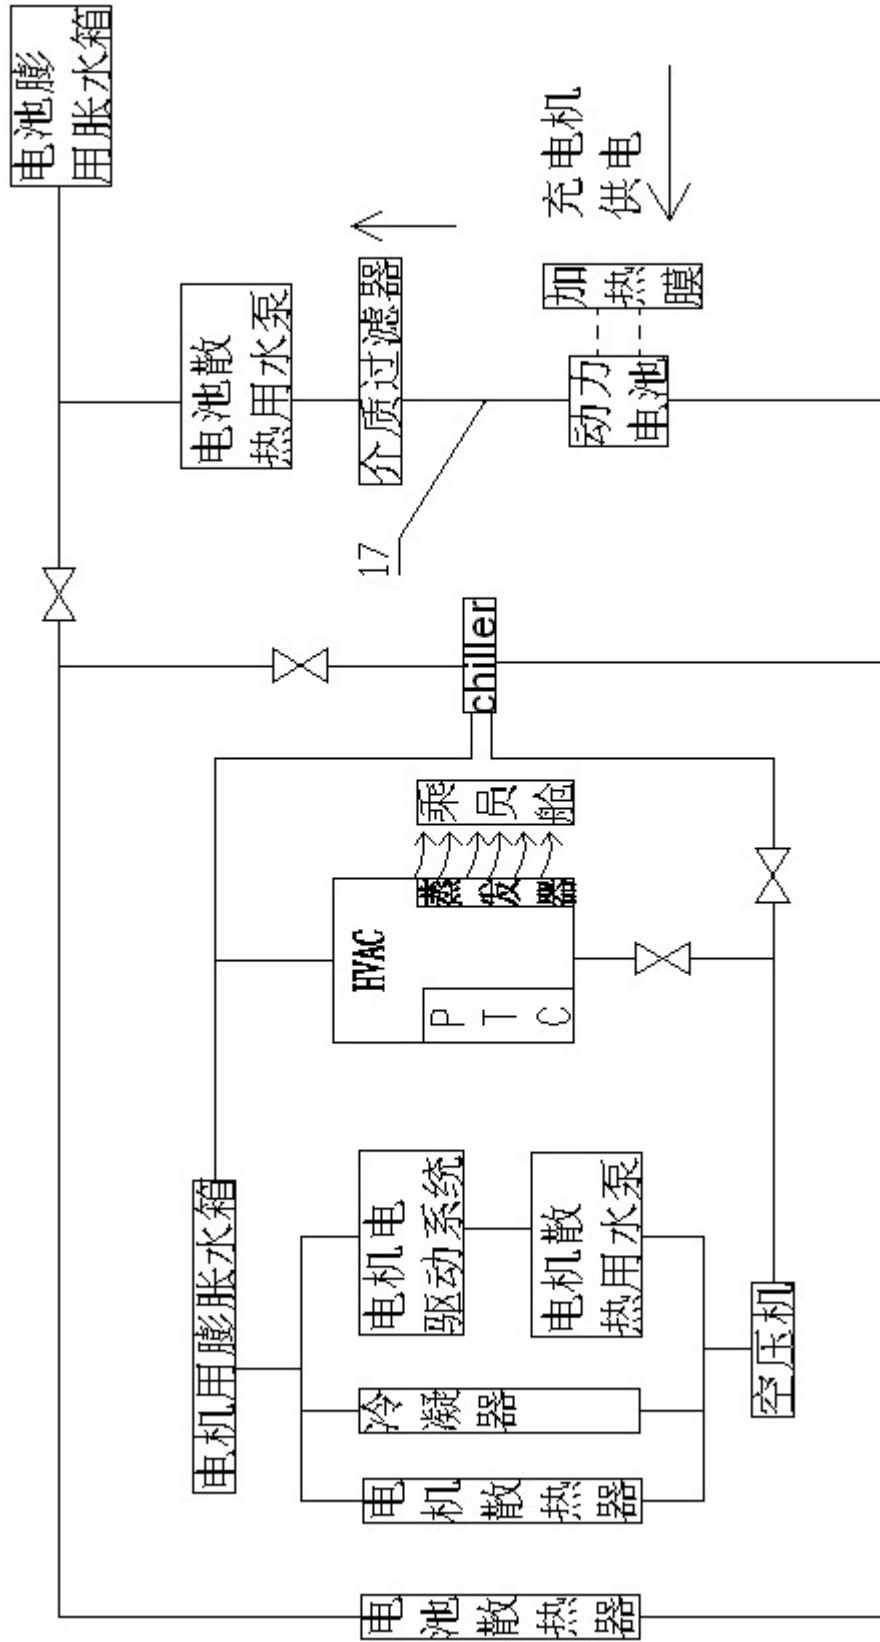 电池膨
用胀水箱
电机用膨胀水箱
电池散
热用水泵
电池散热器
电机散热器
冷凝器
电机电
驱动系统
HVAC
PTC
蒸发器
乘员舱
17
介质过滤器
chiller
电机散
热用水泵
动力
电池
加热膜
充电机
供电
空压机